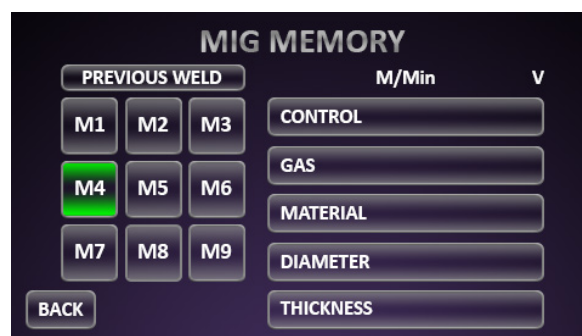 MIG MEMORY
PREVIOUS WELD
M/Min V
M1 M2 M3
M4 M5 M6
M7 M8 M9
BACK
CONTROL
GAS
MATERIAL
DIAMETER
THICKNESS